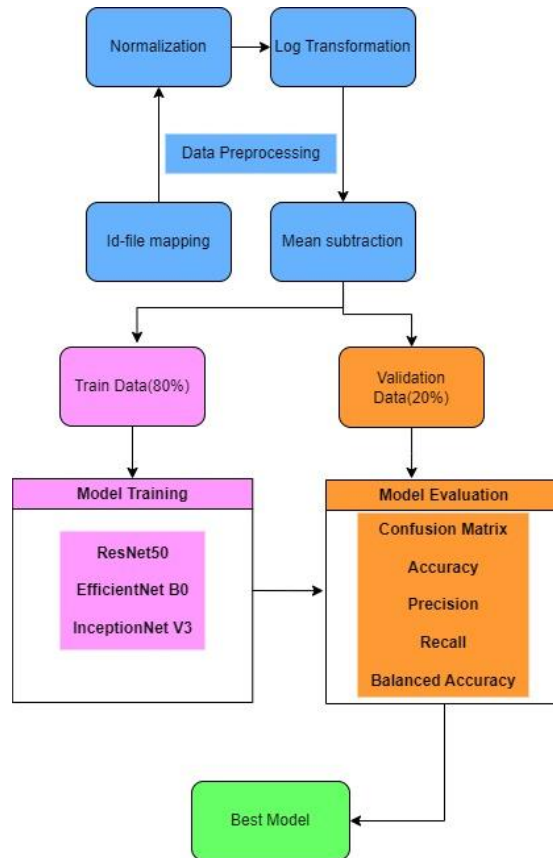 Normalization
Log Transformation
Data Preprocessing
Id-file mapping
Mean subtraction
Train Data(80%)
Validation
Data(20%)
Model Training
ResNet50
EfficientNet B0
InceptionNet V3
Model Evaluation
Confusion Matrix
Accuracy
Precision
Recall
Balanced Accuracy
Best Model